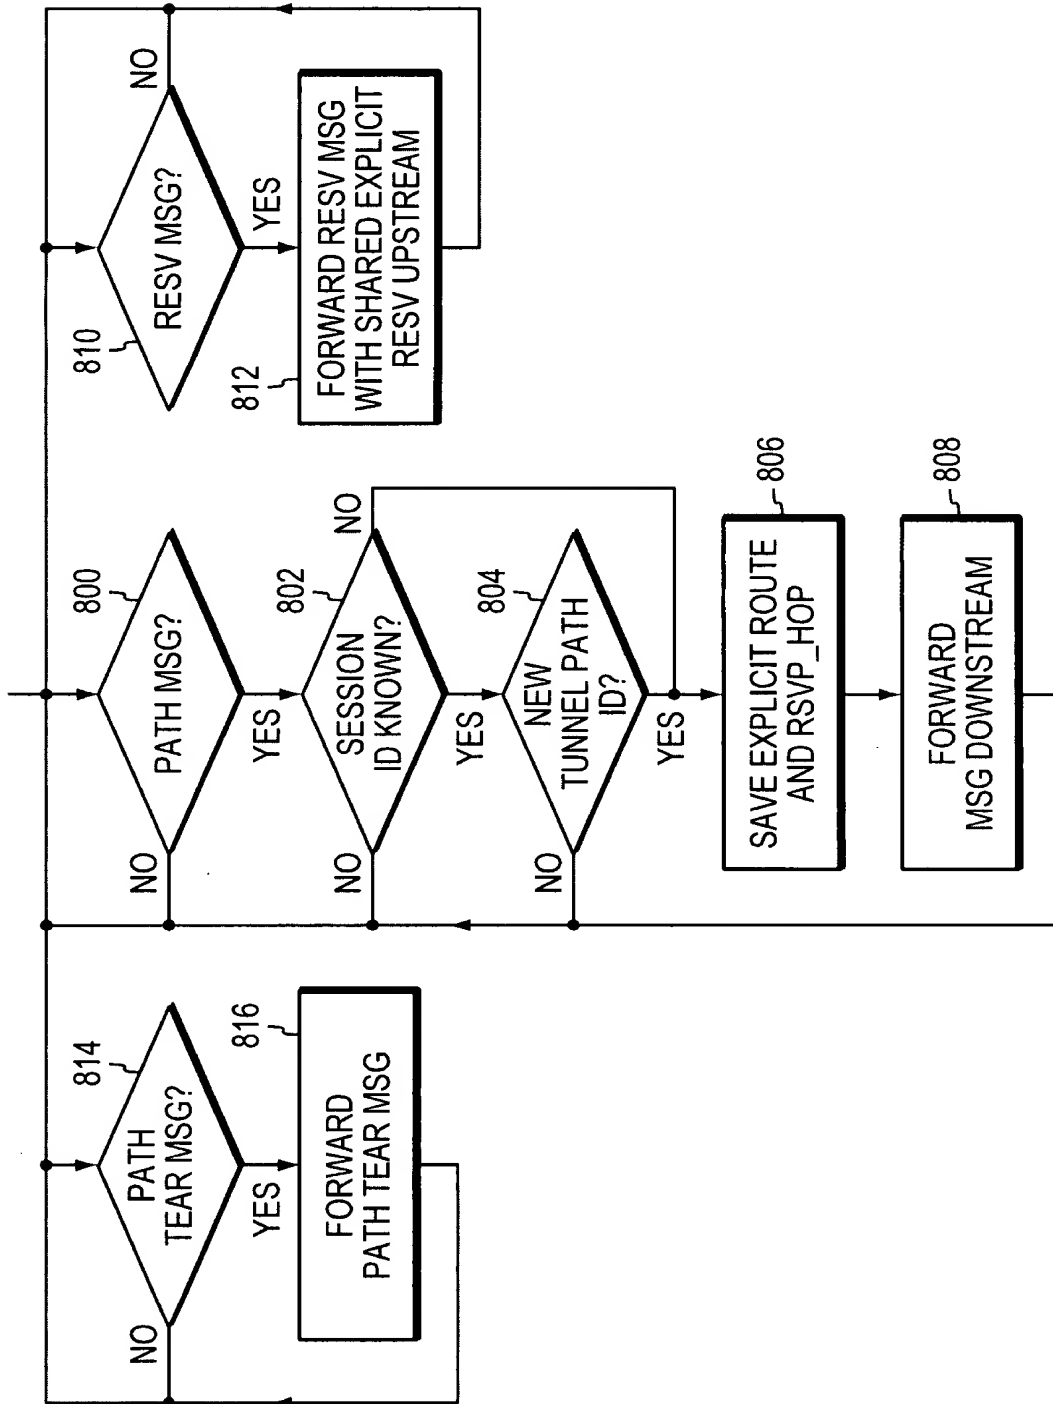 814
PATH
TEAR MSG?
NO
YES
816
FORWARD
PATH TEAR MSG
800
PATH MSG?
NO
YES
802
SESSION
ID KNOWN?
NO
NO
YES
804
NEW
TUNNEL PATH
ID?
NO
YES
806
SAVE EXPLICIT ROUTE
AND RSVP_HOP
808
FORWARD
MSG DOWNSTREAM
810
RESV MSG?
NO
YES
812
FORWARD RESV MSG
WITH SHARED EXPLICIT
RESV UPSTREAM